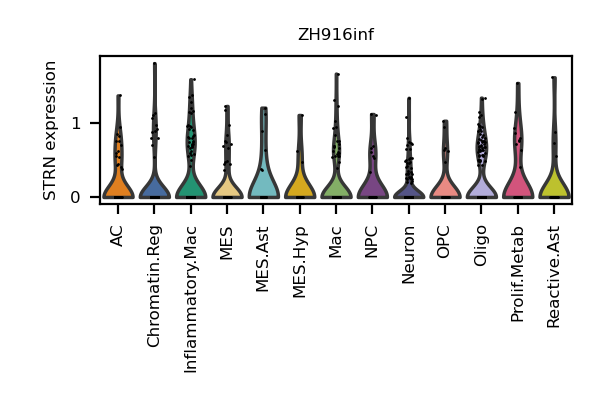 ZH916inf
STRN expression
1
0
AC
Chromatin.Reg
Inflammatory.Mac
MES
MES.Ast
MES.Hyp
Mac
NPC
Neuron
OPC
Oligo
Prolif.Metab
Reactive.Ast